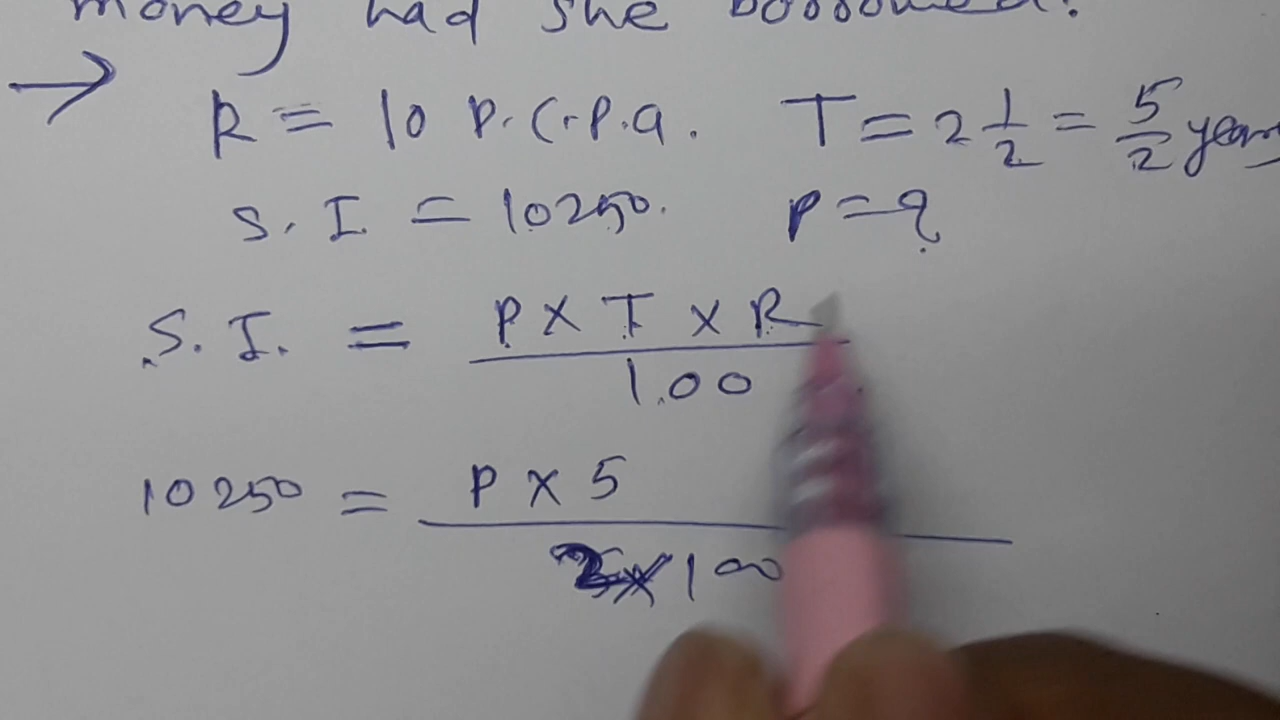 money had she borrowed?
→ R = 10 P.C.P.a. T = 2 1/2 = 5/2 years
S. I. = 10250. P = ?
S. I. = P X T X R / 100
10250 = P X 5 / 2 X 100